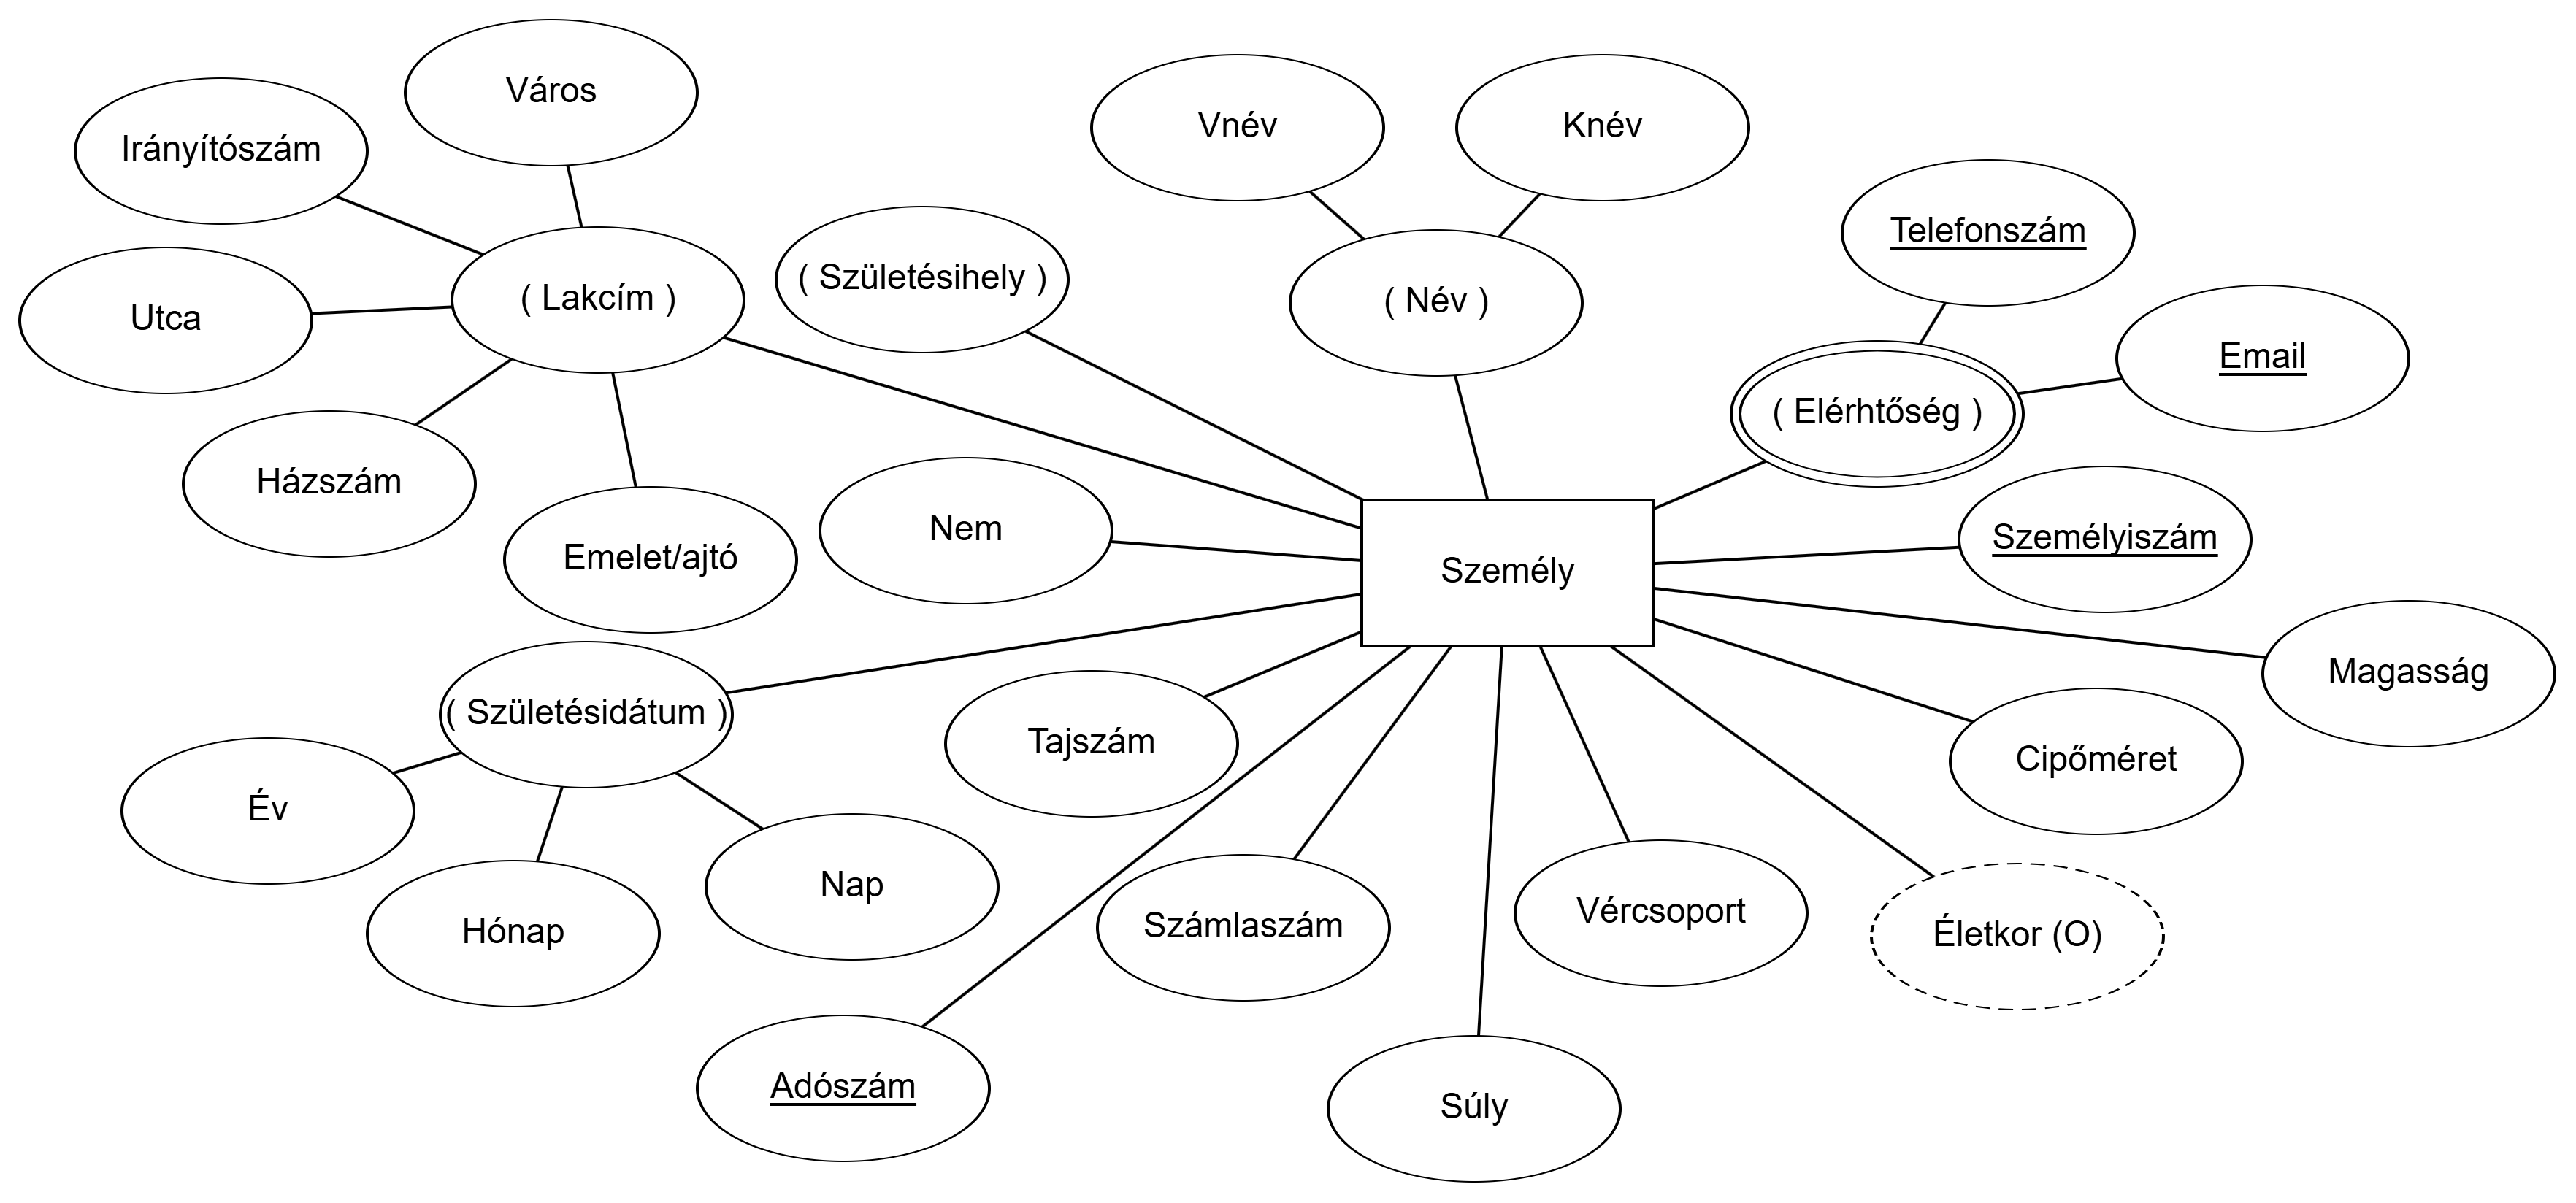 Város
Irányítószám
Vnév
Knév
Telefonszám
( Születésihely )
( Lakcím )
( Név )
Utca
Email
( Elérhtőség )
Házszám
Nem
Személyiszám
Emelet/ajtó
Személy
Magasság
( Születésidátum )
Tajszám
Cipőméret
Év
Nap
Hónap
Számlaszám
Vércsoport
Életkor (O)
Adószám
Súly